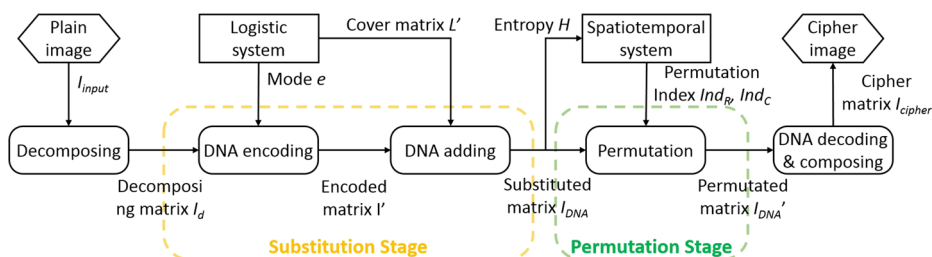 Plain
image
Logistic
system
Cover matrix L’
Entropy H
Spatiotemporal
system
Cipher
image
I_input
Mode e
Permutation
Index Ind_R, Ind_C
Cipher
matrix I_cipher
Decomposing
DNA encoding
DNA adding
Permutation
DNA decoding
& composing
Decomposi
ng matrix I_d
Encoded
matrix I’
Substituted
matrix I_DNA
Permutated
matrix I_DNA’
Substitution Stage
Permutation Stage